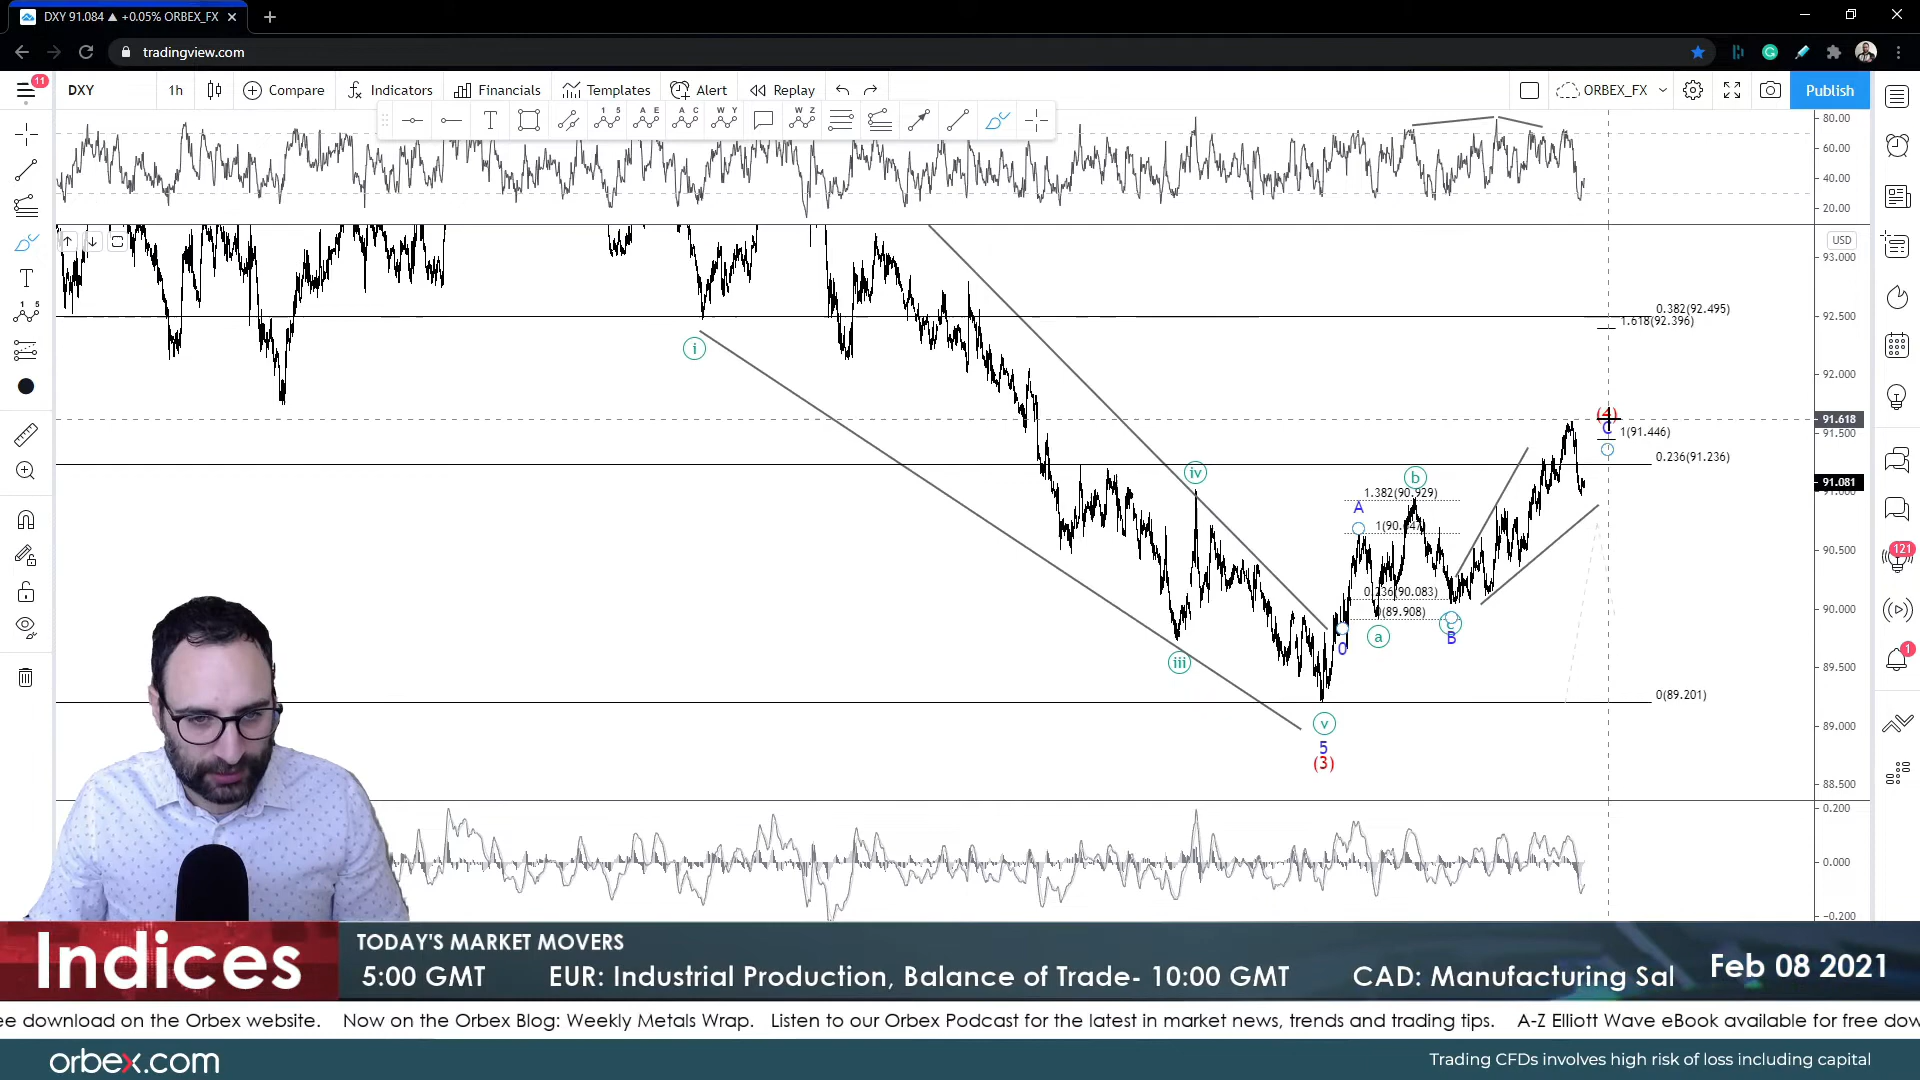 DXY 91.084 ▲ +0.05% ORBEX_FX
tradingview.com
11
DXY 1h Compare Indicators Financials Templates Alert Replay ORBEX_FX Publish
80.00
60.00
40.00
20.00
USD
93.000
0.382(92.495)
92.500
1.618(92.396)
i
92.000
(4)
91.618
C
1(91.446)
91.500
0.236(91.236)
iv
b
91.081
91.000
1.382(90.929)
A
90.500
0.236(90.083)
0(89.908)
90.000
a
c
B
0
iii
89.500
0(89.201)
v
89.000
5
(3)
88.500
0.200
0.000
-0.200
121
1
Indices
TODAY'S MARKET MOVERS
5:00 GMT EUR: Industrial Production, Balance of Trade- 10:00 GMT CAD: Manufacturing Sal
Feb 08 2021
ee download on the Orbex website. Now on the Orbex Blog: Weekly Metals Wrap. Listen to our Orbex Podcast for the latest in market news, trends and trading tips. A-Z Elliott Wave eBook available for free dow
orbex.com
Trading CFDs involves high risk of loss including capital